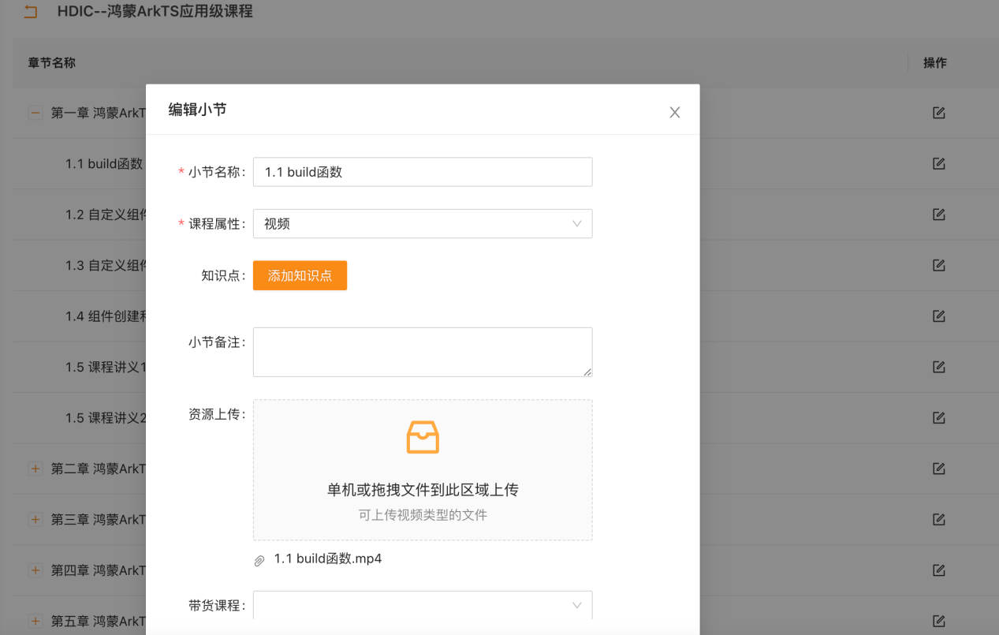 HDIC--鸿蒙ArkTS应用级课程
章节名称
操作
编辑小节
第一章 鸿蒙ArkT
1.1 build函数
* 小节名称:
1.1 build函数
1.2 自定义组件
* 课程属性:
视频
1.3 自定义组件
知识点:
添加知识点
1.4 组件创建和
小节备注:
1.5 课程讲义1
1.5 课程讲义2
资源上传:
单机或拖拽文件到此区域上传
可上传视频类型的文件
第二章 鸿蒙ArkT
第三章 鸿蒙ArkT
1.1 build函数.mp4
第四章 鸿蒙ArkT
带货课程:
第五章 鸿蒙ArkT